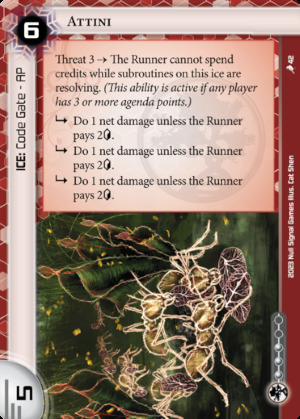 6
ATTINI
Threat 3 → The Runner cannot spend
credits while subroutines on this ice are
resolving. (This ability is active if any player
has 3 or more agenda points.)
↳ Do 1 net damage unless the Runner
pays 2.
↳ Do 1 net damage unless the Runner
pays 2.
↳ Do 1 net damage unless the Runner
pays 2.
ICE: Code Gate - AP
42
2023 Null Signal Games Illus. Cat Shen
5